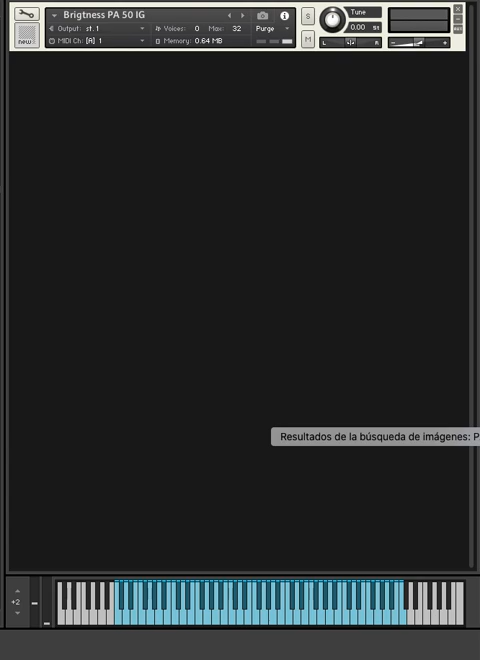 Brigtness PA 50 IG
Output: st. 1
Voices: 0 Max: 32
Purge
MIDI Ch: [A] 1
Memory: 0.64 MB
new
S
M
Tune
0.00 st
L R
- +
Resultados de la búsqueda de imágenes: P
+2